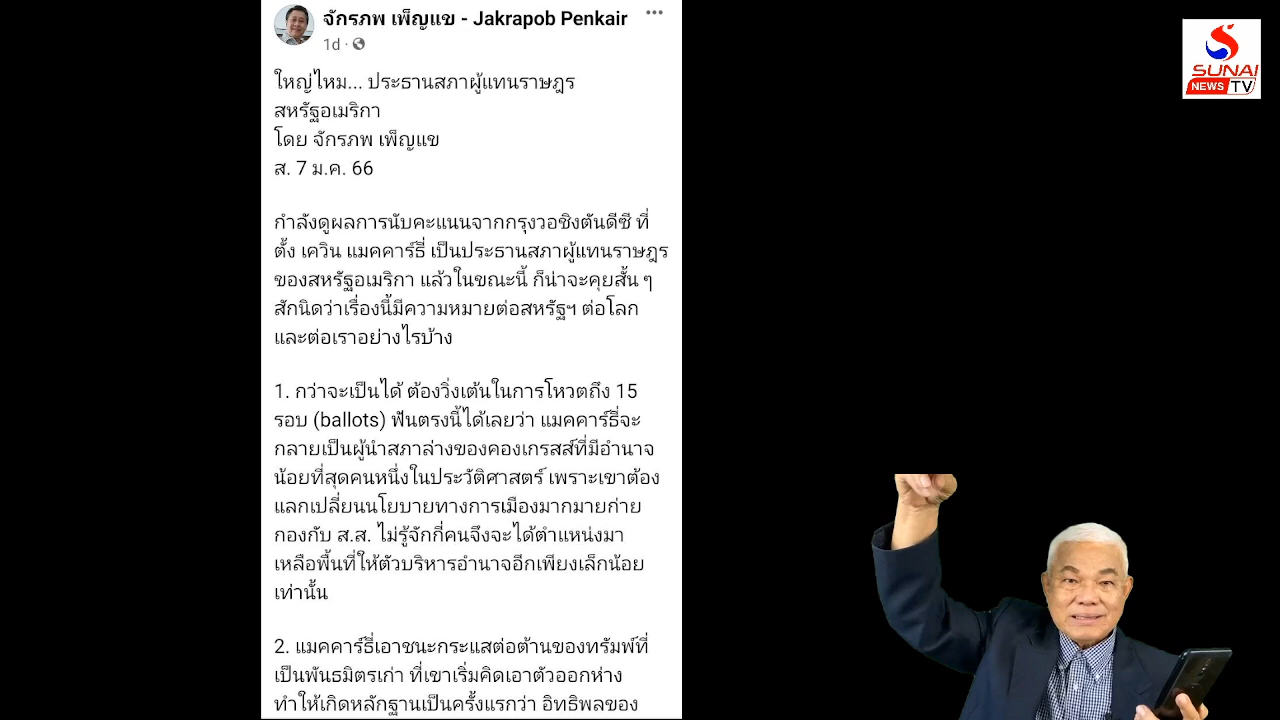 จักรภพ เพ็ญแข - Jakrapob Penkair
1d ·
ใหญ่ไหม... ประธานสภาผู้แทนราษฎร
สหรัฐอเมริกา
โดย จักรภพ เพ็ญแข
ส. 7 ม.ค. 66
กำลังดูผลการนับคะแนนจากกรุงวอชิงตันดีซี ที่
ตั้ง เควิน แมคคาร์ธี่ เป็นประธานสภาผู้แทนราษฎร
ของสหรัฐอเมริกา แล้วในขณะนี้ ก็น่าจะคุยสั้น ๆ
สักนิดว่าเรื่องนี้มีความหมายต่อสหรัฐฯ ต่อโลก
และต่อเราอย่างไรบ้าง
1. กว่าจะเป็นได้ ต้องวิ่งเต้นในการโหวตถึง 15
รอบ (ballots) ฟันตรงนี้ได้เลยว่า แมคคาร์ธี่จะ
กลายเป็นผู้นำสภาล่างของคองเกรสส์ที่มีอำนาจ
น้อยที่สุดคนหนึ่งในประวัติศาสตร์ เพราะเขาต้อง
แลกเปลี่ยนนโยบายทางการเมืองมากมายก่าย
กองกับ ส.ส. ไม่รู้จักกี่คนจึงจะได้ตำแหน่งมา
เหลือพื้นที่ให้ตัวบริหารอำนาจอีกเพียงเล็กน้อย
เท่านั้น
2. แมคคาร์ธี่เอาชนะกระแสต่อต้านของทรัมพ์ที่
เป็นพันธมิตรเก่า ที่เขาเริ่มคิดเอาตัวออกห่าง
ทำให้เกิดหลักฐานเป็นครั้งแรกว่า อิทธิพลของ
SUNAI
NEWS TV